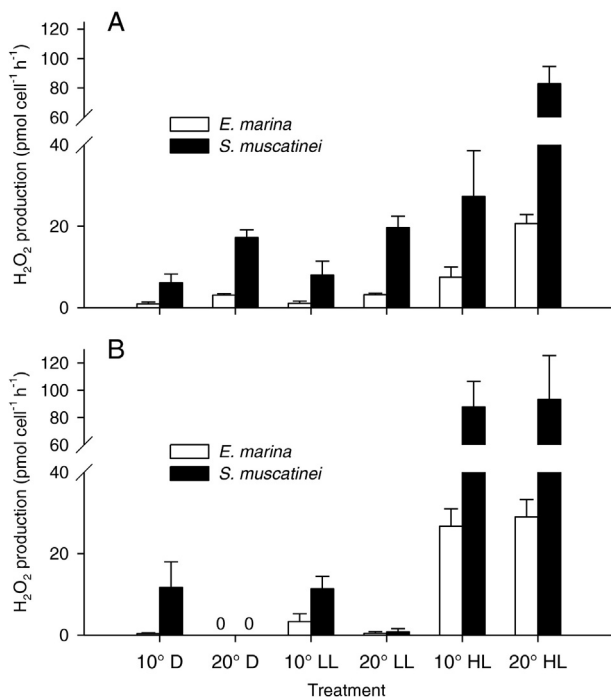 A
H₂O₂ production (pmol cell⁻¹ h⁻¹)
120
100
80
60
40
20
0
E. marina
S. muscatinei
B
H₂O₂ production (pmol cell⁻¹ h⁻¹)
120
100
80
60
40
20
0
E. marina
S. muscatinei
0 0
10° D 20° D 10° LL 20° LL 10° HL 20° HL
Treatment